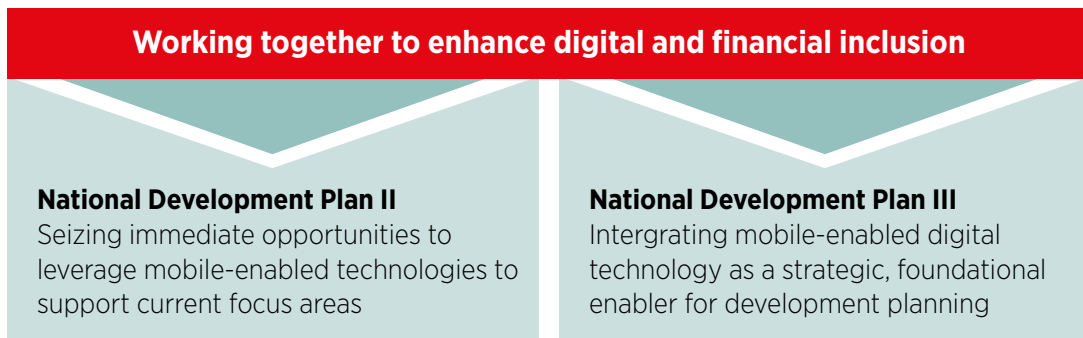 Working together to enhance digital and financial inclusion
National Development Plan II
Seizing immediate opportunities to
leverage mobile-enabled technologies to
support current focus areas
National Development Plan III
Intergrating mobile-enabled digital
technology as a strategic, foundational
enabler for development planning